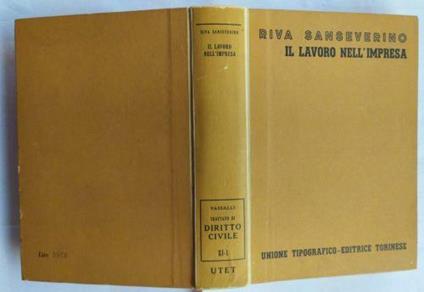 RIVA SANSEVERINO
IL LAVORO NELL'IMPRESA
UNIONE TIPOGRAFICO-EDITRICE TORINESE
RIVA SANSEVERINO
IL LAVORO
NELL'IMPRESA
VASSALLI
TRATTATO DI
DIRITTO
CIVILE
XI-1
UTET
Lire